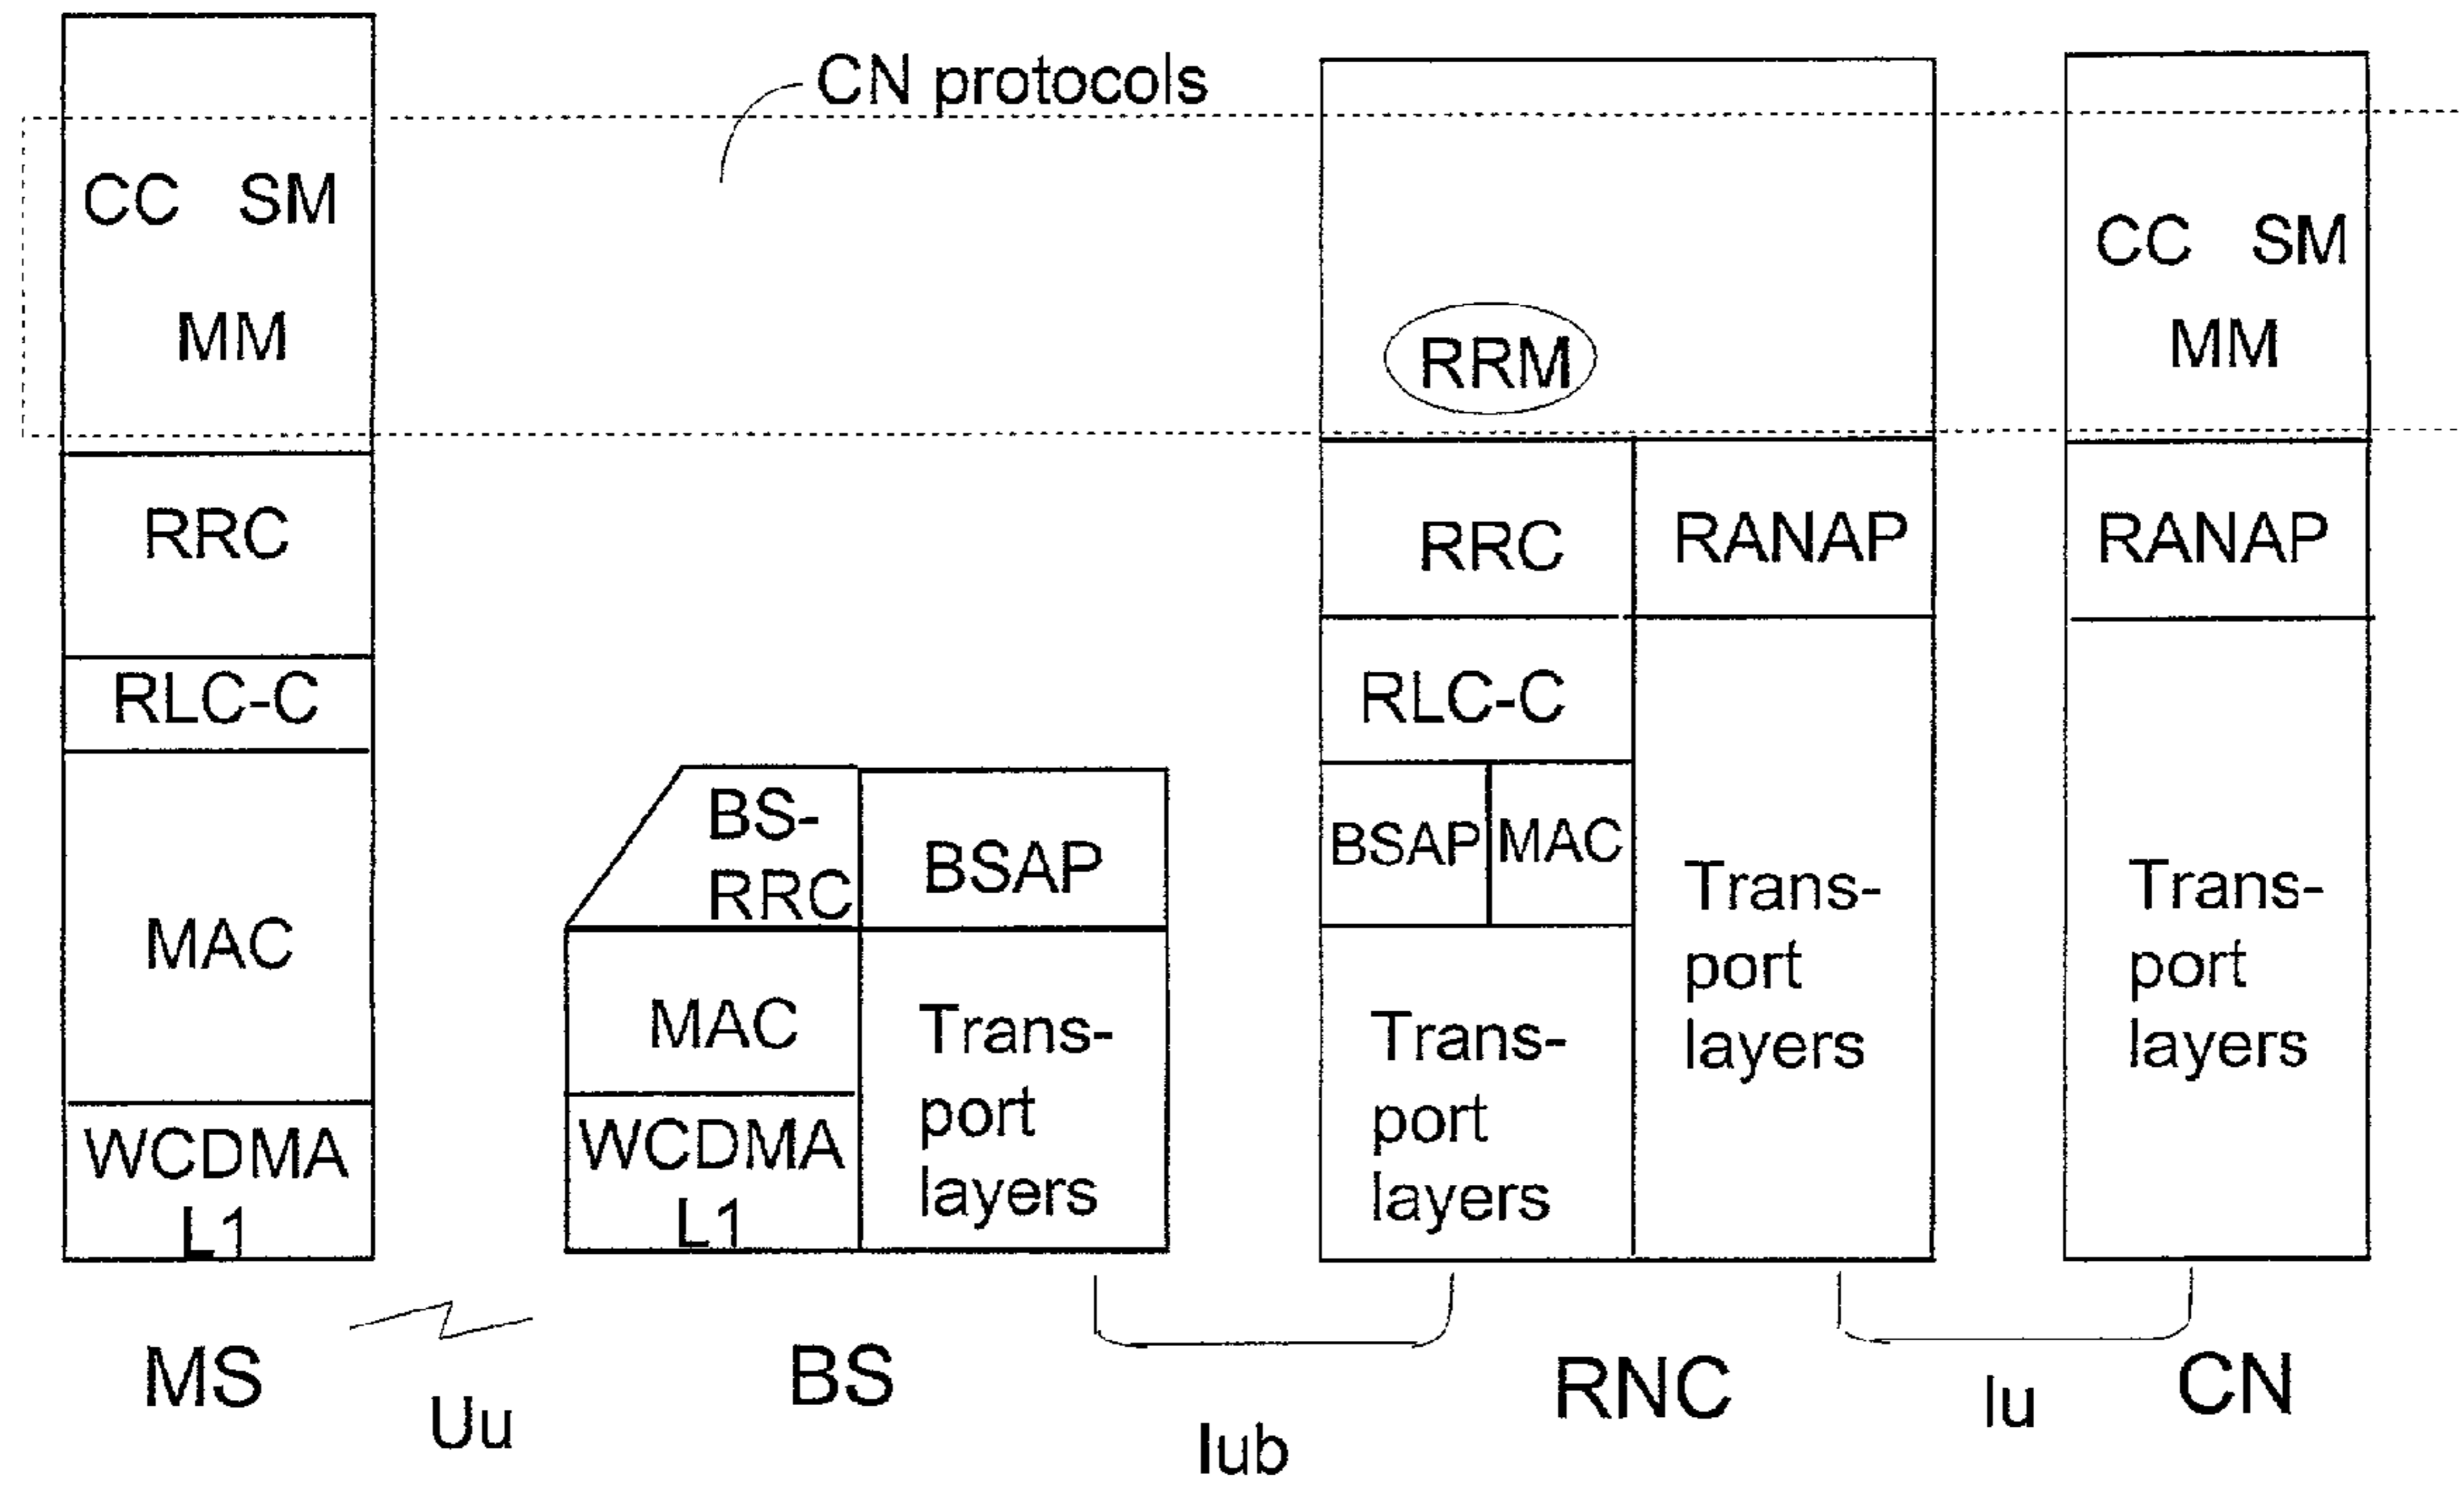 CN protocols
CC SM
MM
RRC
RLC-C
MAC
WCDMA
L1
MS
Uu
BS-
RRC
BSAP
MAC
WCDMA
L1
Trans-
port
layers
BS
Iub
RRM
RRC
RANAP
RLC-C
BSAP
MAC
Trans-
port
layers
Trans-
port
layers
RNC
Iu
CC SM
MM
RANAP
Trans-
port
layers
CN